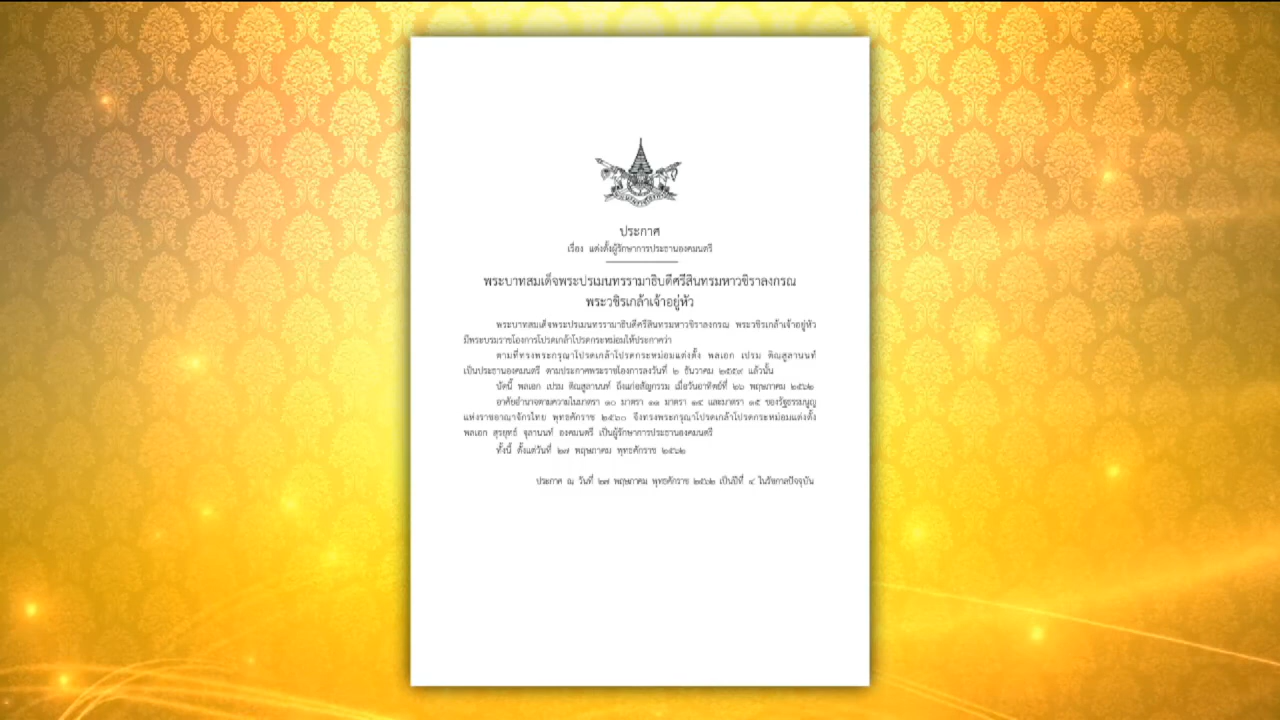 ประกาศ
เรื่อง แต่งตั้งผู้รักษาการประธานองคมนตรี
พระบาทสมเด็จพระปรเมนทรรามาธิบดีศรีสินทรมหาวชิราลงกรณ
พระวชิรเกล้าเจ้าอยู่หัว
พระบาทสมเด็จพระปรเมนทรรามาธิบดีศรีสินทรมหาวชิราลงกรณ พระวชิรเกล้าเจ้าอยู่หัว
มีพระบรมราชโองการโปรดเกล้าโปรดกระหม่อมให้ประกาศว่า
ตามที่ทรงพระกรุณาโปรดเกล้าโปรดกระหม่อมแต่งตั้ง พลเอก เปรม ติณสูลานนท์
เป็นประธานองคมนตรี ตามประกาศพระราชโองการลงวันที่ ๒ ธันวาคม ๒๕๕๙ แล้วนั้น
บัดนี้ พลเอก เปรม ติณสูลานนท์ ถึงแก่อสัญกรรม เมื่อวันอาทิตย์ที่ ๒๖ พฤษภาคม ๒๕๖๒
อาศัยอำนาจตามความในมาตรา ๑๐ มาตรา ๑๑ มาตรา ๑๔ และมาตรา ๑๕ ของรัฐธรรมนูญ
แห่งราชอาณาจักรไทย พุทธศักราช ๒๕๖๐ จึงทรงพระกรุณาโปรดเกล้าโปรดกระหม่อมแต่งตั้ง
พลเอก สุรยุทธ์ จุลานนท์ องคมนตรี เป็นผู้รักษาการประธานองคมนตรี
ทั้งนี้ ตั้งแต่วันที่ ๒๗ พฤษภาคม พุทธศักราช ๒๕๖๒
ประกาศ ณ วันที่ ๒๗ พฤษภาคม พุทธศักราช ๒๕๖๒ เป็นปีที่ ๔ ในรัชกาลปัจจุบัน